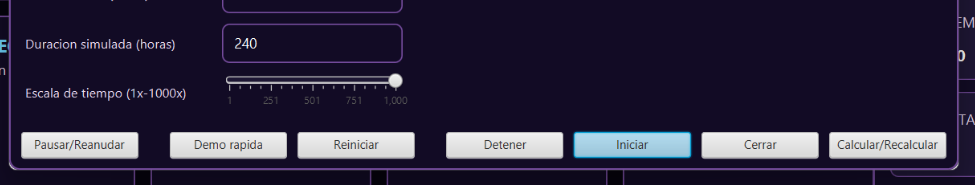 Duracion simulada (horas)
240
Escala de tiempo (1x-1000x)
1 251 501 751 1,000
Pausar/Reanudar Demo rapida Reiniciar Detener Iniciar Cerrar Calcular/Recalcular